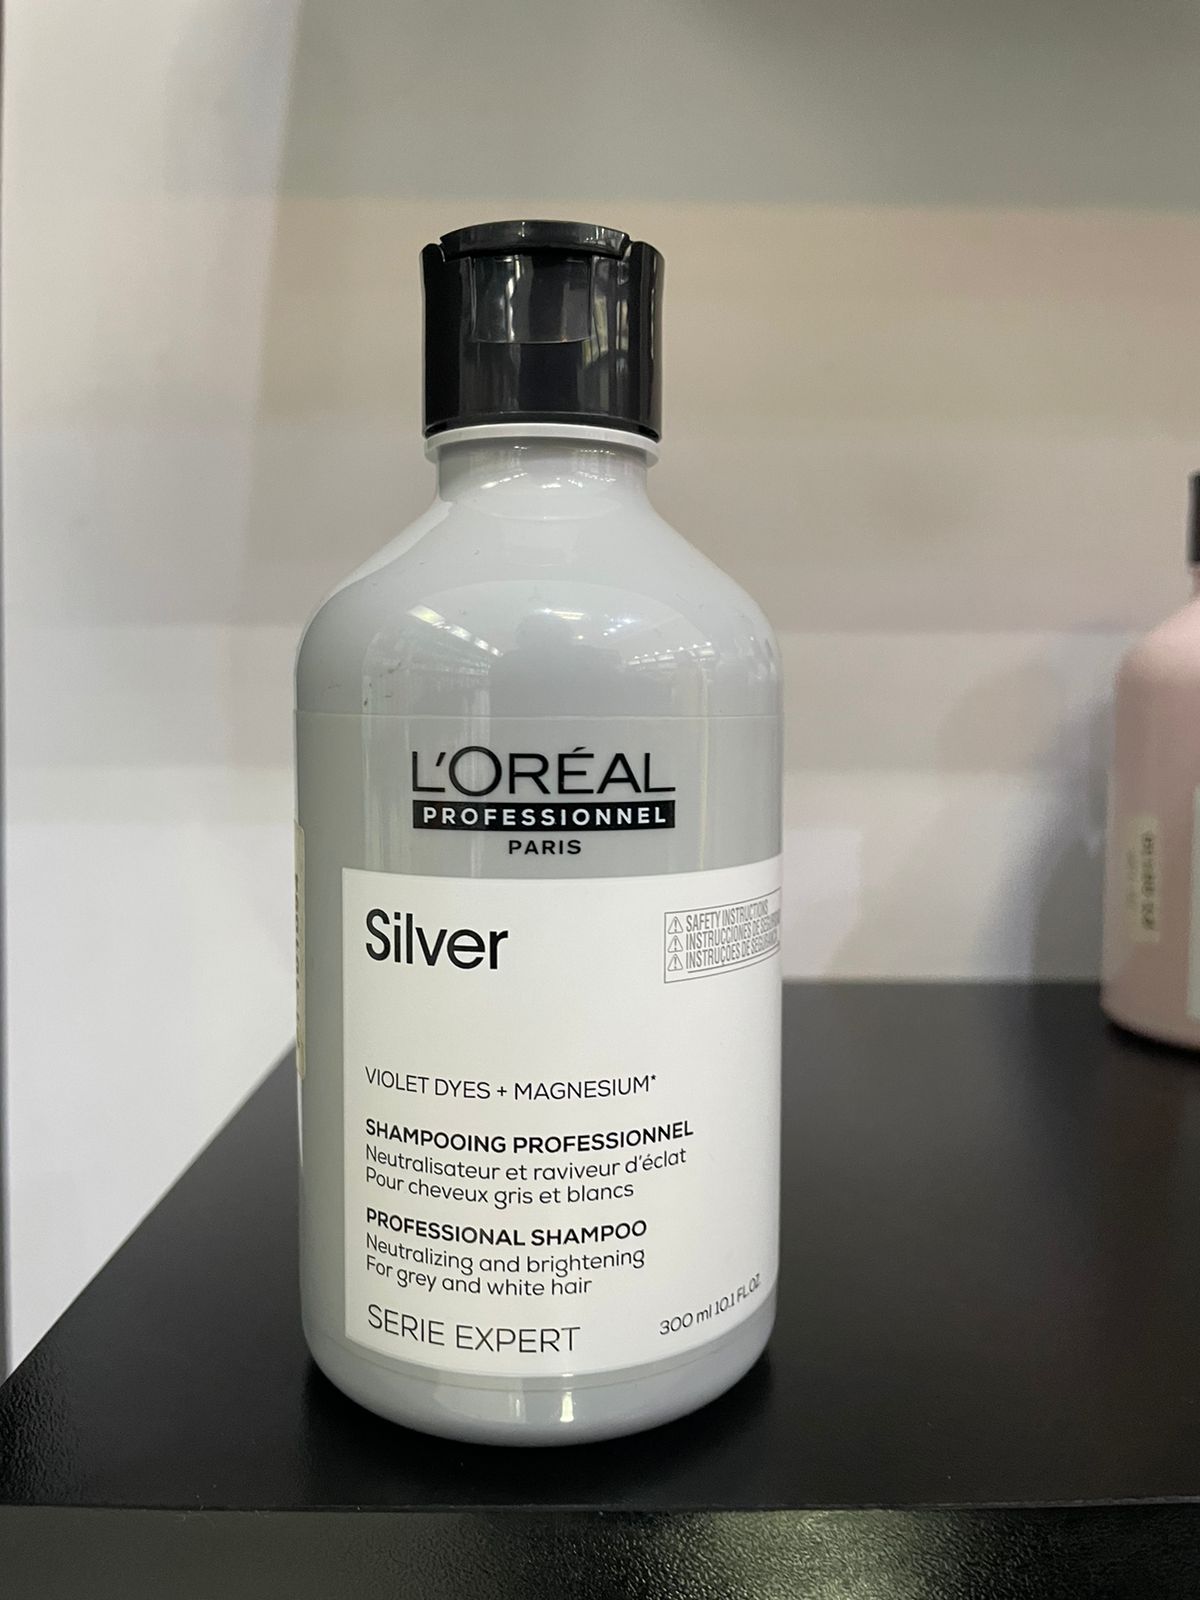 L'ORÉAL
PROFESSIONNEL
PARIS
Silver
SAFETY INSTRUCTIONS
INSTRUCCIONES DE
INSTRUÇÕES DE
VIOLET DYES + MAGNESIUM*
SHAMPOOING PROFESSIONNEL
Neutralisateur et raviveur d'éclat
Pour cheveux gris et blancs
PROFESSIONAL SHAMPOO
Neutralizing and brightening
For grey and white hair
SERIE EXPERT
300 ml 10.1 FL.OZ.